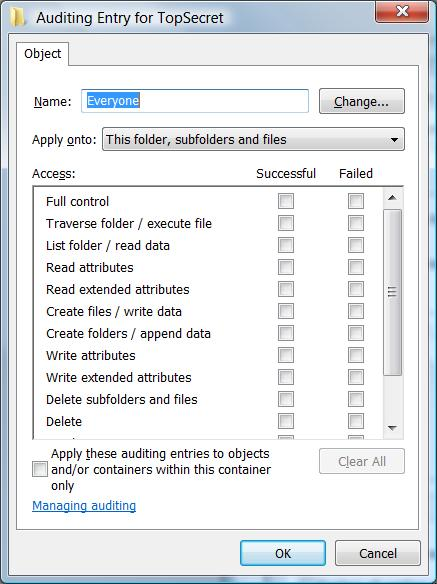 Auditing Entry for TopSecret
Object
Name: Everyone Change...
Apply onto: This folder, subfolders and files
Access: Successful Failed
Full control
Traverse folder / execute file
List folder / read data
Read attributes
Read extended attributes
Create files / write data
Create folders / append data
Write attributes
Write extended attributes
Delete subfolders and files
Delete
Apply these auditing entries to objects
and/or containers within this container
only
Clear All
Managing auditing
OK Cancel